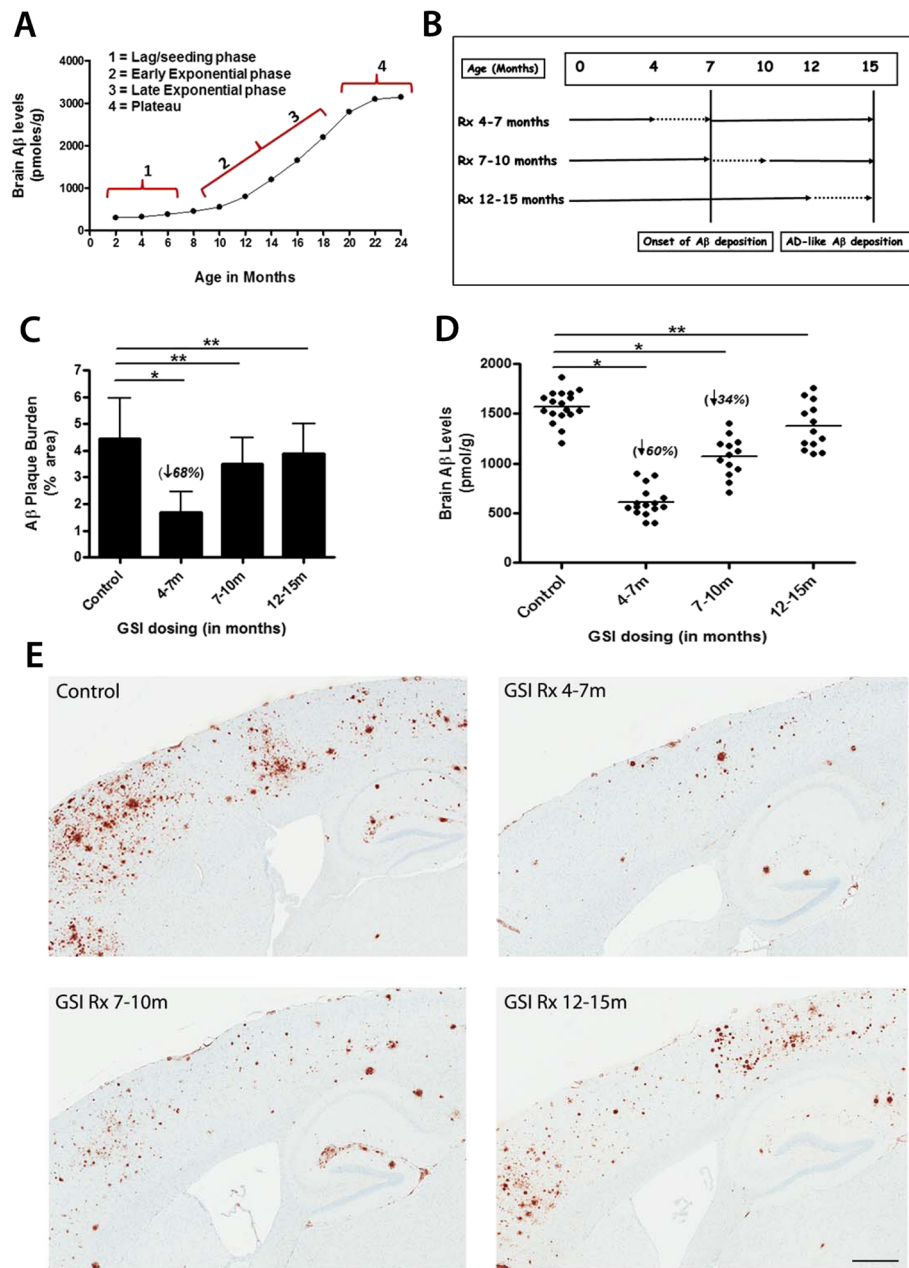 A
1 = Lag/seeding phase
2 = Early Exponential phase
3 = Late Exponential phase
4 = Plateau
4
3
2
1
Brain Aβ levels
(pmoles/g)
4000
3000
2000
1000
0
0 2 4 6 8 10 12 14 16 18 20 22 24
Age in Months
B
Age (Months) 0 4 7 10 12 15
Rx 4-7 months
Rx 7-10 months
Rx 12-15 months
Onset of Aβ deposition AD-like Aβ deposition
C
**
**
*
(↓68%)
Aβ Plaque Burden
(% area)
7
6
5
4
3
2
1
0
Control 4-7m 7-10m 12-15m
GSI dosing (in months)
D
**
*
*
(↓60%)
(↓34%)
Brain Aβ Levels
(pmol/g)
2000
1500
1000
500
0
Control 4-7m 7-10m 12-15m
GSI dosing (in months)
E
Control
GSI Rx 4-7m
GSI Rx 7-10m
GSI Rx 12-15m